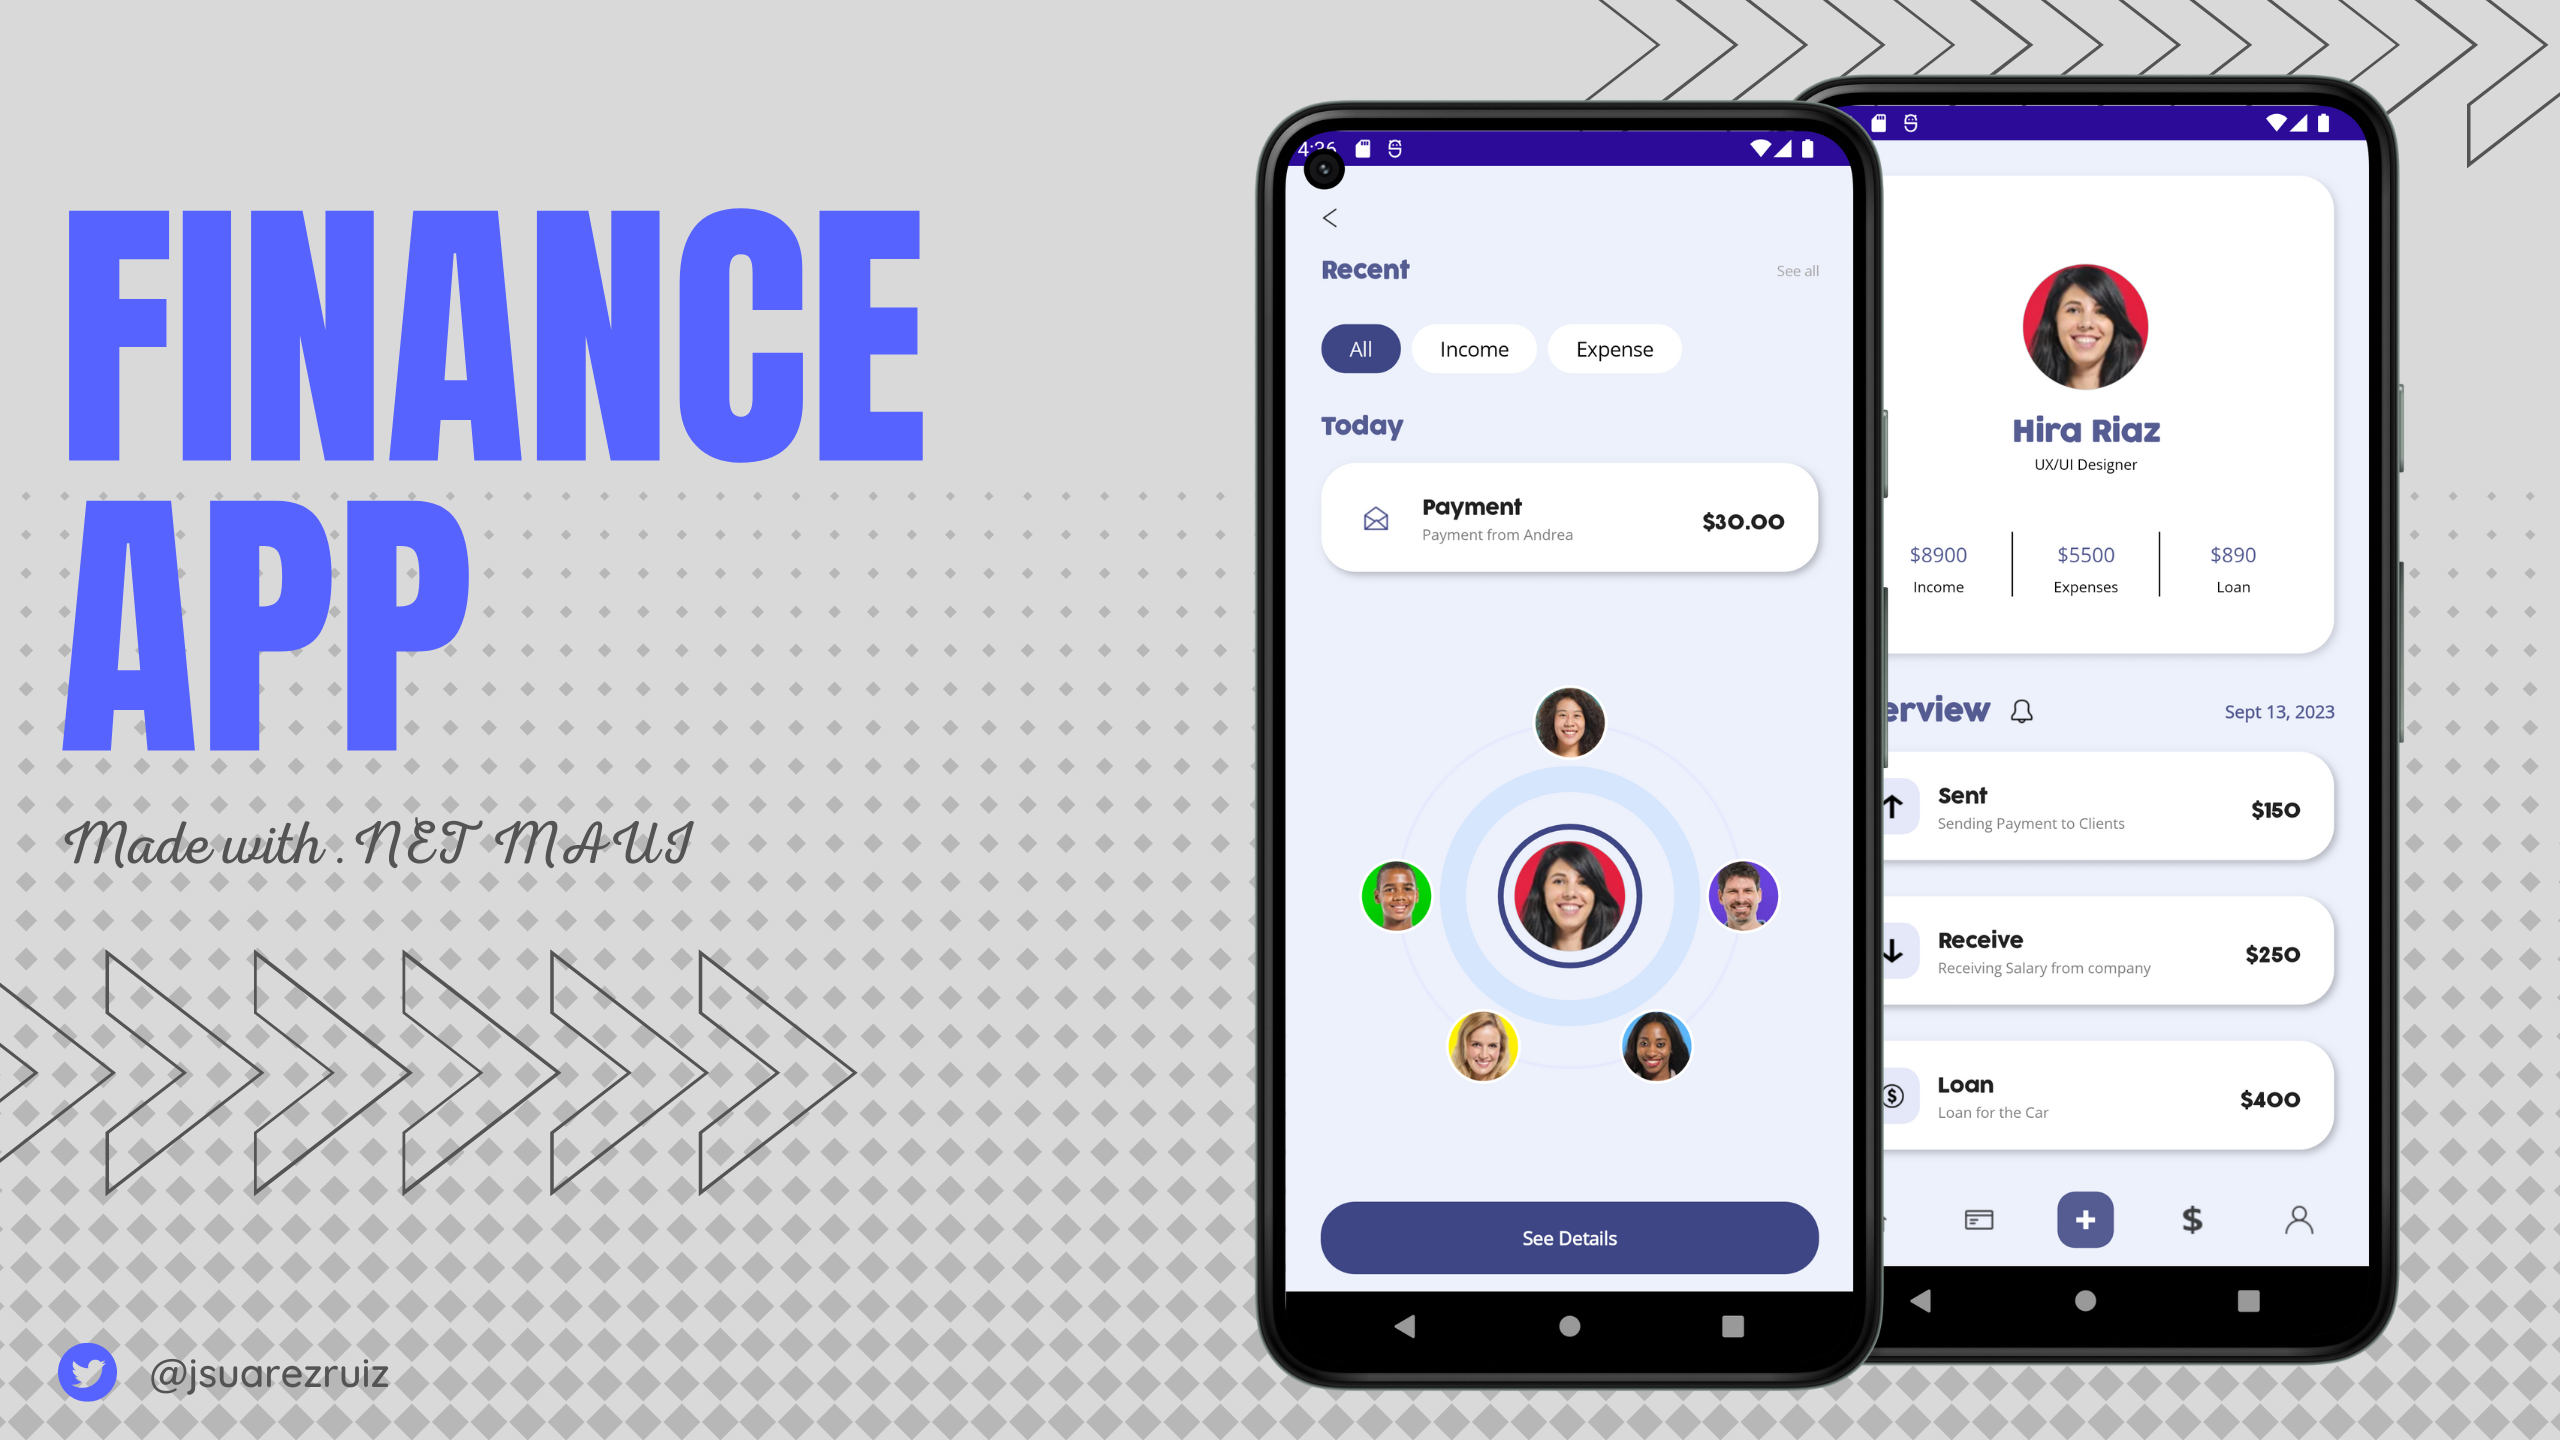 FINANCE
APP
Made with .NET MAUI
@jsuarezruiz
4:36
Recent
See all
All
Income
Expense
Today
Payment
Payment from Andrea
$30.00
See Details
Hira Riaz
UX/UI Designer
$8900
$5500
$890
Income
Expenses
Loan
erview
Sept 13, 2023
Sent
Sending Payment to Clients
$150
Receive
Receiving Salary from company
$250
Loan
Loan for the Car
$400